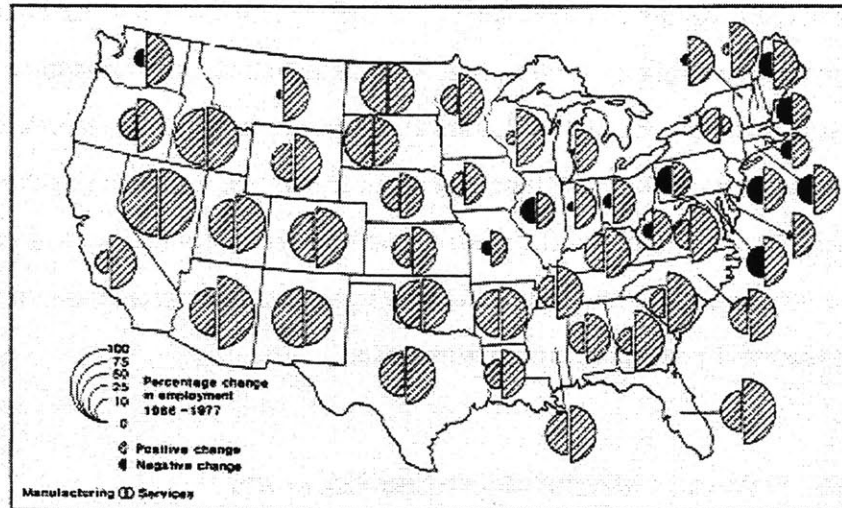 100
75
50
25
10
0
Percentage change
in employment
1966-1977
Positive change
Negative change
Manufacturing Services